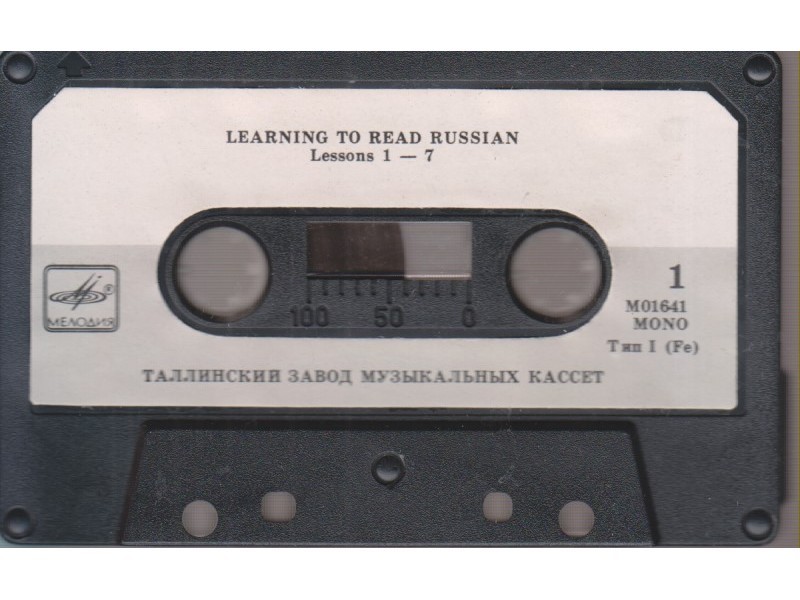 LEARNING TO READ RUSSIAN
Lessons 1 — 7
®
МЕЛОДИЯ
100 50 0
1
М01641
MONO
Тип I (Fe)
ТАЛЛИНСКИЙ ЗАВОД МУЗЫКАЛЬНЫХ КАССЕТ